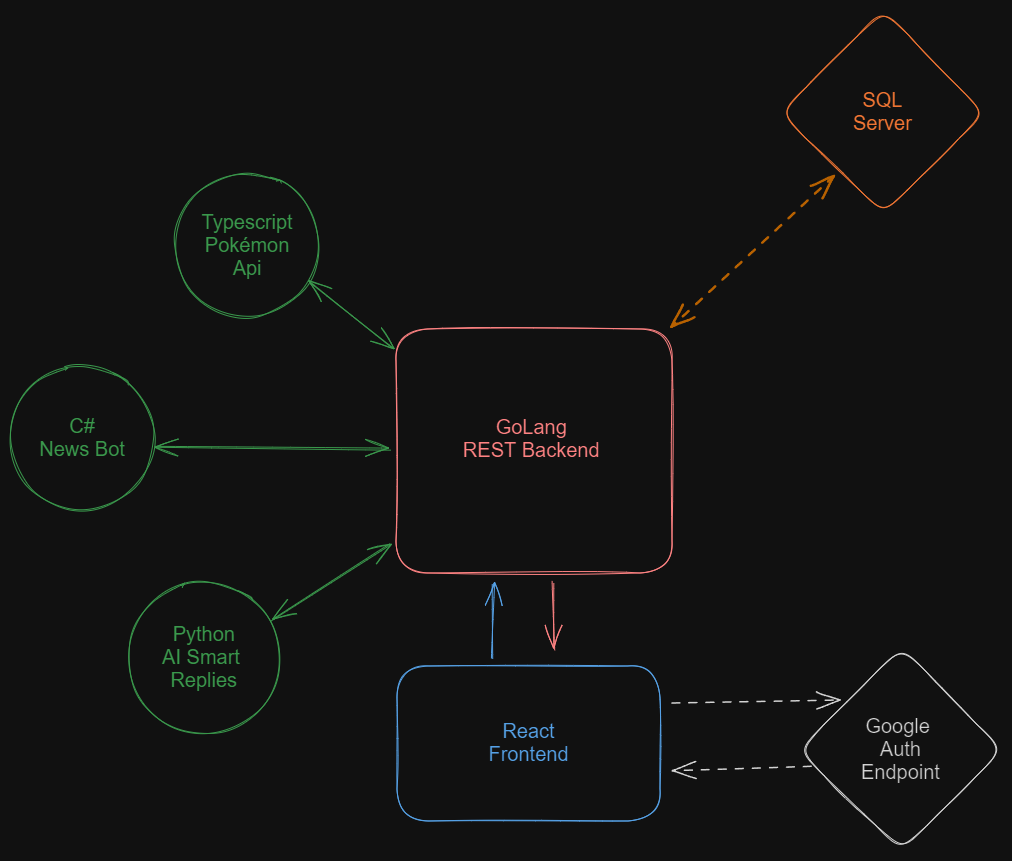 SQL
Server
Typescript
Pokémon
Api
C#
News Bot
GoLang
REST Backend
Python
AI Smart
Replies
React
Frontend
Google
Auth
Endpoint